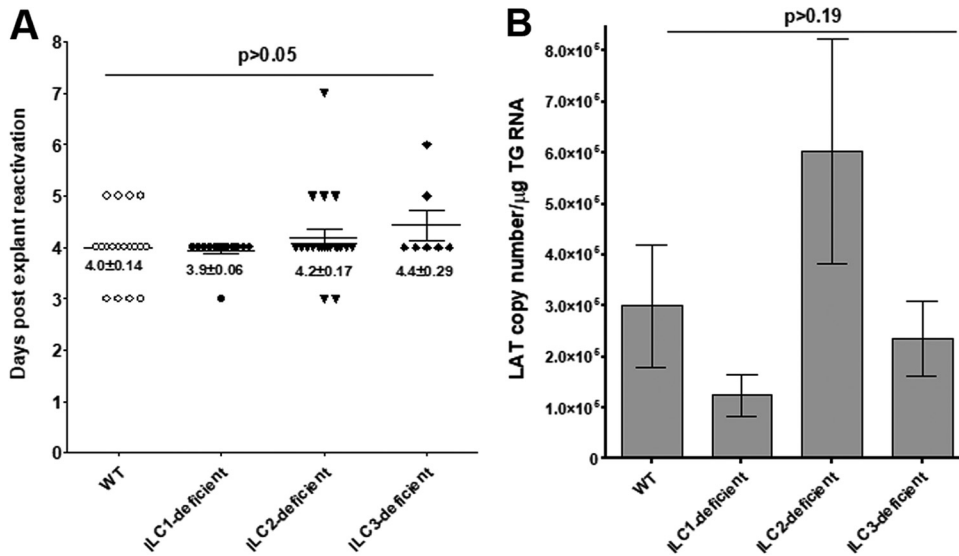 A
p>0.05
Days post explant reactivation
8
7
6
5
4
3
2
1
0
4.0±0.14
3.9±0.06
4.2±0.17
4.4±0.29
WT
ILC1-deficient
ILC2-deficient
ILC3-deficient
B
p>0.19
LAT copy number/µg TG RNA
8.0×10⁵
7.0×10⁵
6.0×10⁵
5.0×10⁵
4.0×10⁵
3.0×10⁵
2.0×10⁵
1.0×10⁵
0
WT
ILC1-deficient
ILC2-deficient
ILC3-deficient